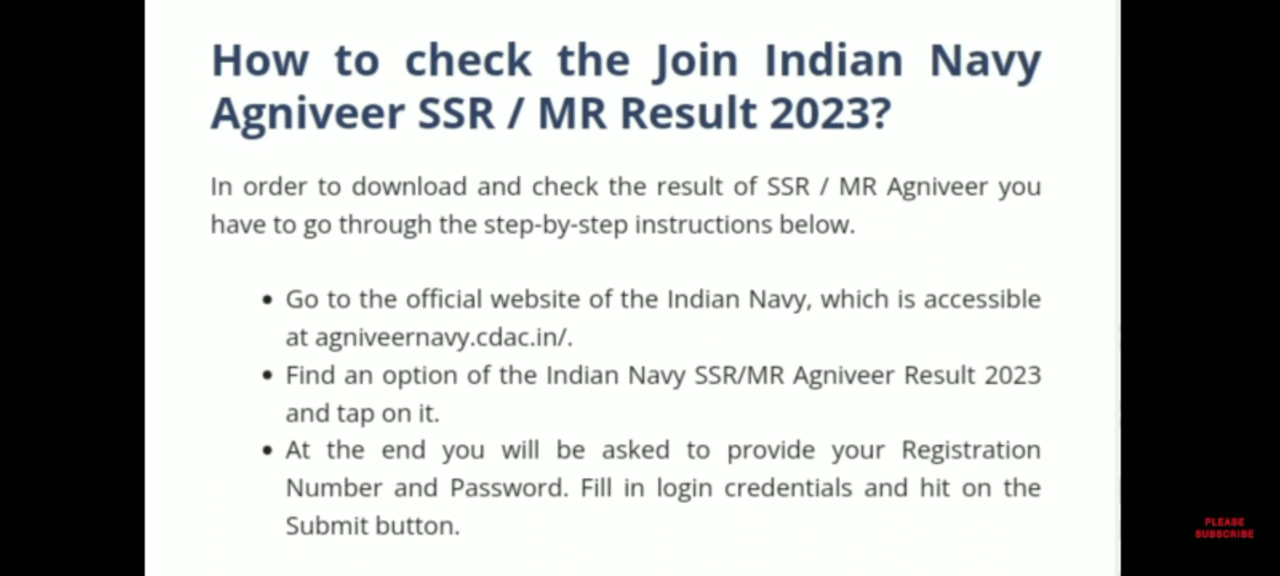 How to check the Join Indian Navy
Agniveer SSR / MR Result 2023?
In order to download and check the result of SSR / MR Agniveer you
have to go through the step-by-step instructions below.
• Go to the official website of the Indian Navy, which is accessible
at agniveernavy.cdac.in/.
• Find an option of the Indian Navy SSR/MR Agniveer Result 2023
and tap on it.
• At the end you will be asked to provide your Registration
Number and Password. Fill in login credentials and hit on the
Submit button.
PLEASE
SUBSCRIBE